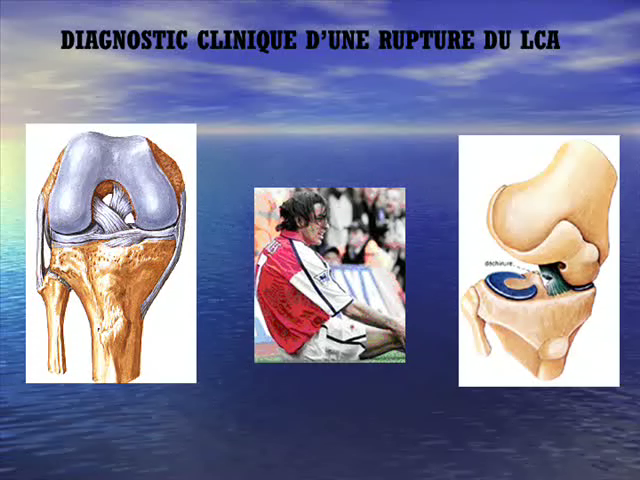 DIAGNOSTIC CLINIQUE D'UNE RUPTURE DU LCA
déchirure